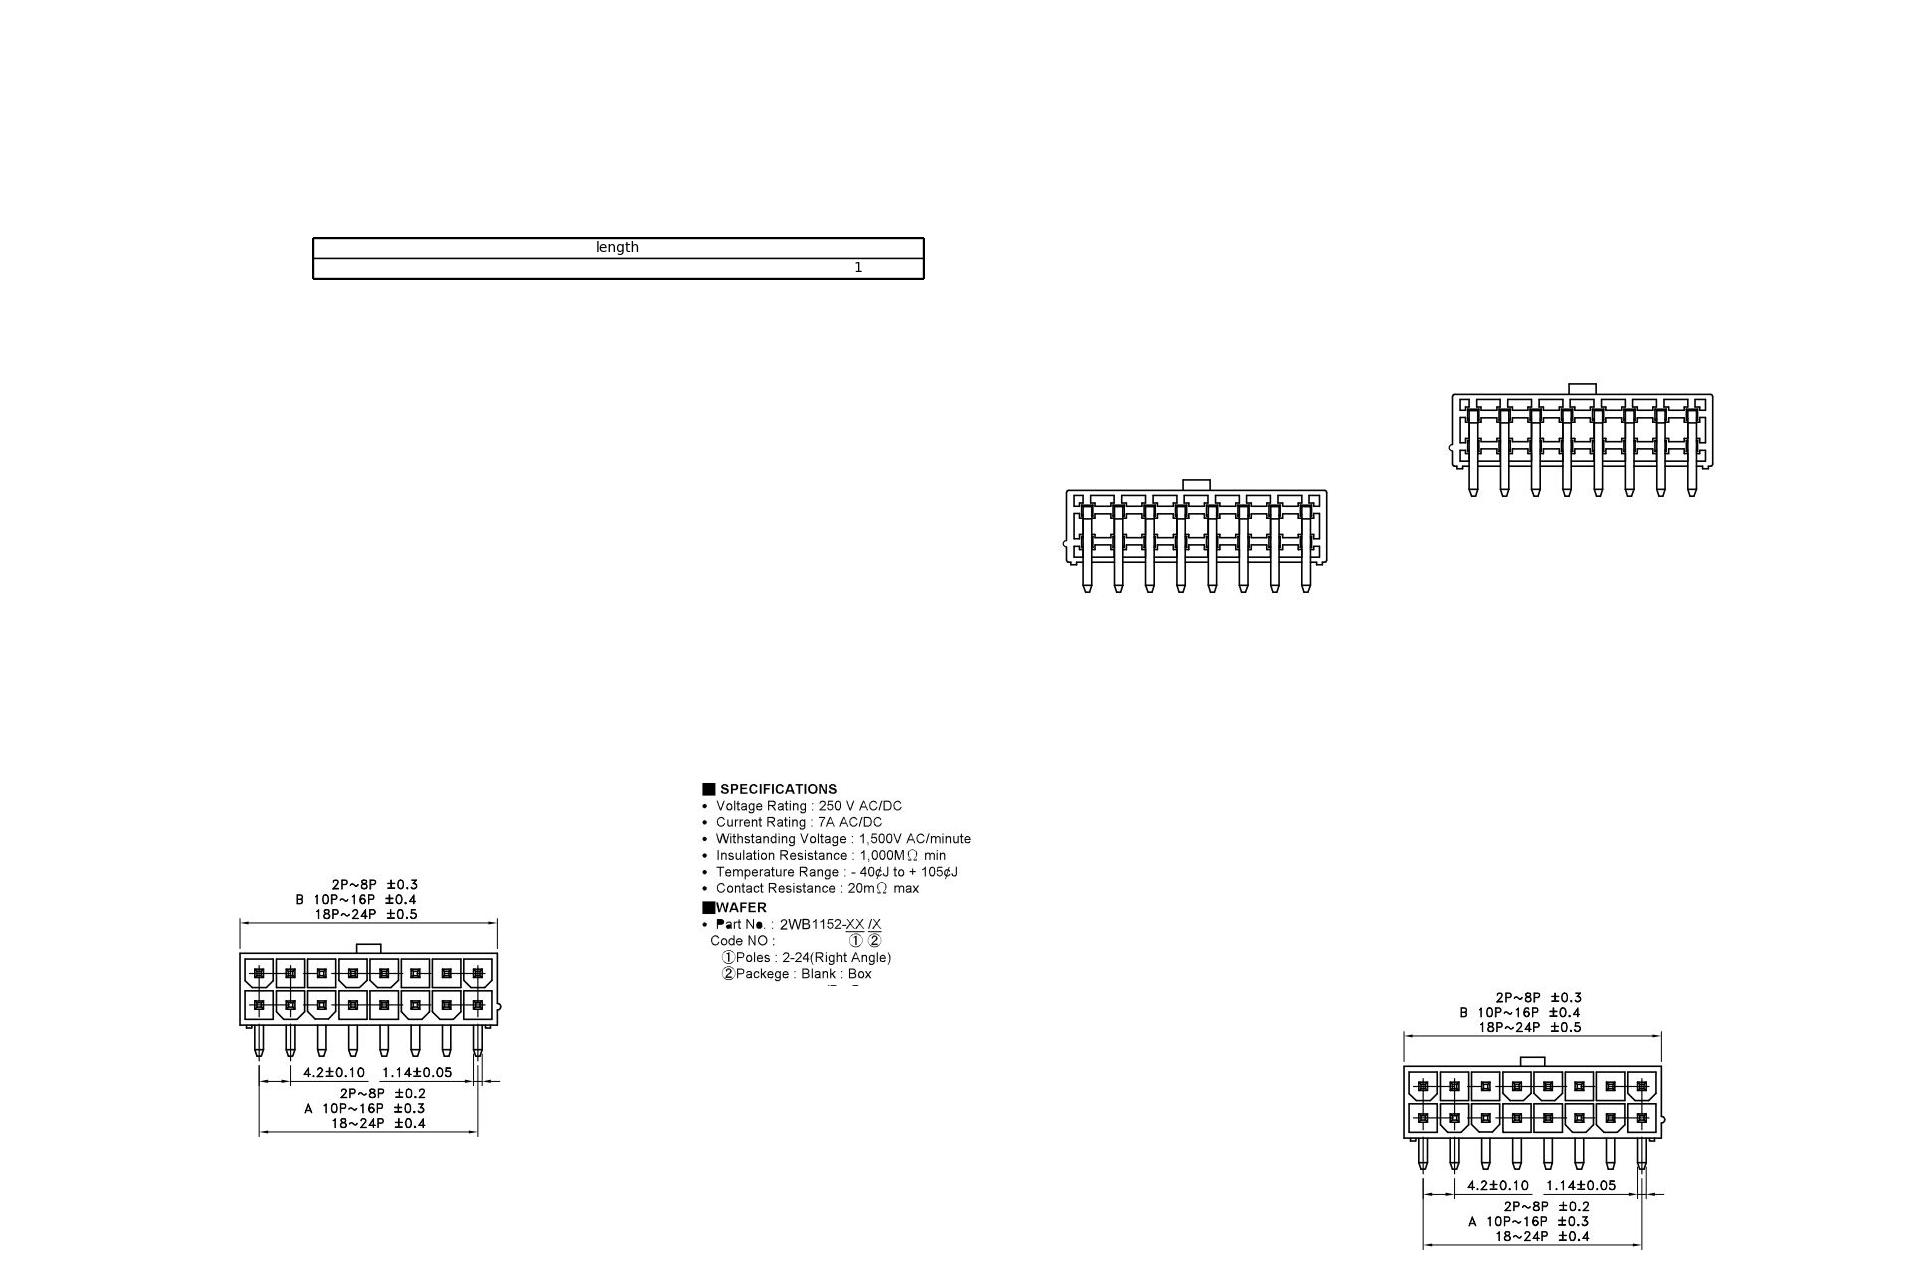 length
1
■ SPECIFICATIONS
• Voltage Rating : 250 V AC/DC
• Current Rating : 7A AC/DC
• Withstanding Voltage : 1,500V AC/minute
• Insulation Resistance : 1,000MΩ min
• Temperature Range : - 40¢J to + 105¢J
• Contact Resistance : 20mΩ max
■WAFER
• Part No. : 2WB1152-XX /X
Code NO : ① ②
①Poles : 2-24(Right Angle)
②Packege : Blank : Box
2P~8P ±0.3
B 10P~16P ±0.4
18P~24P ±0.5
4.2±0.10 1.14±0.05
2P~8P ±0.2
A 10P~16P ±0.3
18~24P ±0.4
2P~8P ±0.3
B 10P~16P ±0.4
18P~24P ±0.5
4.2±0.10 1.14±0.05
2P~8P ±0.2
A 10P~16P ±0.3
18~24P ±0.4